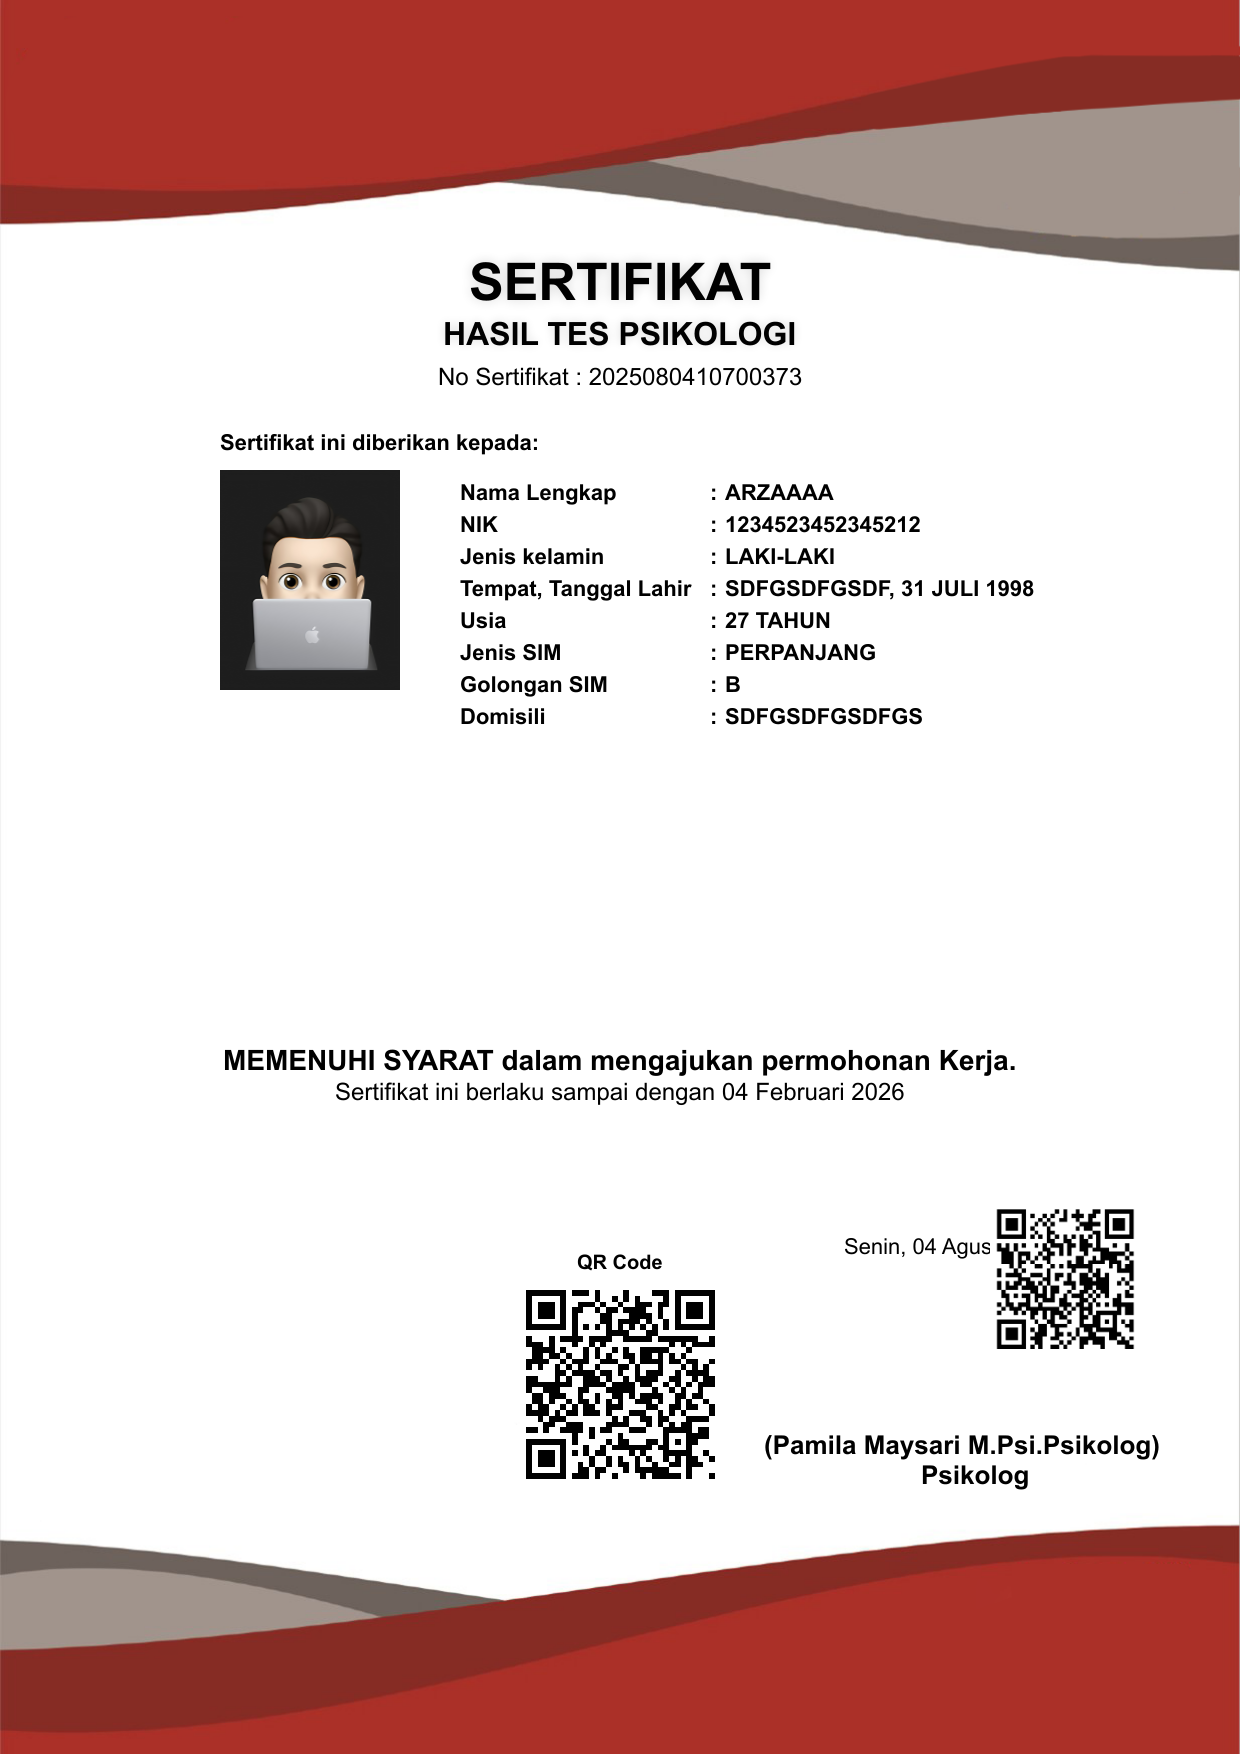 SERTIFIKAT
HASIL TES PSIKOLOGI
No Sertifikat : 2025080410700373
Sertifikat ini diberikan kepada:
Nama Lengkap : ARZAAAA
NIK : 1234523452345212
Jenis kelamin : LAKI-LAKI
Tempat, Tanggal Lahir : SDFGSDFGSDF, 31 JULI 1998
Usia : 27 TAHUN
Jenis SIM : PERPANJANG
Golongan SIM : B
Domisili : SDFGSDFGSDFGS
MEMENUHI SYARAT dalam mengajukan permohonan Kerja.
Sertifikat ini berlaku sampai dengan 04 Februari 2026
Senin, 04 Agus
QR Code
(Pamila Maysari M.Psi.Psikolog)
Psikolog